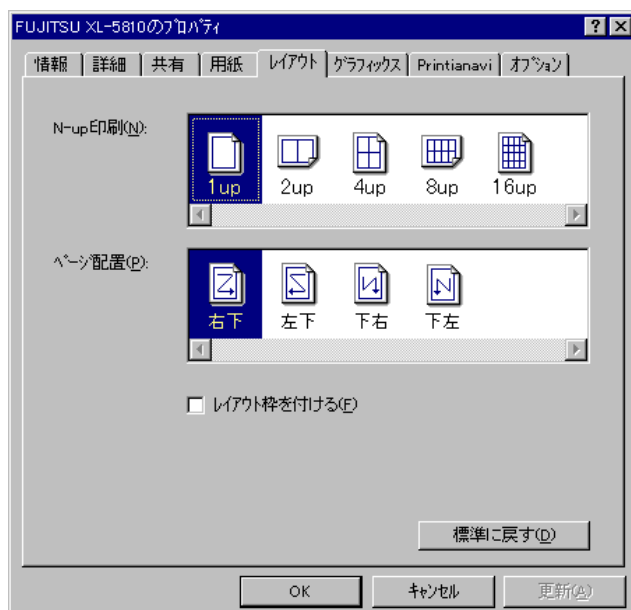 FUJITSU XL-5810のﾌﾟﾛﾊﾟﾃｨ
情報 詳細 共有 用紙 ﾚｲｱｳﾄ ｸﾞﾗﾌｨｯｸｽ Printianavi ｵﾌﾟｼｮﾝ
N-up印刷(N):
1up 2up 4up 8up 16up
ﾍﾟｰｼﾞ配置(P):
右下 左下 下右 下左
ﾚｲｱｳﾄ枠を付ける(F)
標準に戻す(D)
OK ｷｬﾝｾﾙ 更新(A)